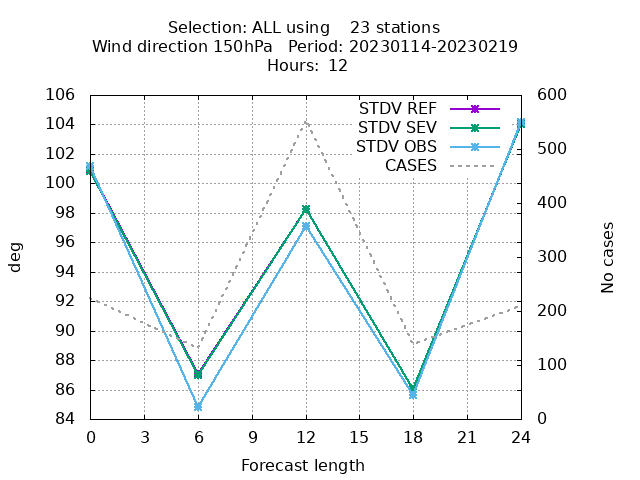 Selection: ALL using    23 stations
Wind direction 150hPa   Period: 20230114-20230219
Hours: 12
106
104
102
100
98
96
94
92
90
88
86
84
deg
600
500
400
300
200
100
0
No cases
STDV REF
STDV SEV
STDV OBS
CASES
0 3 6 9 12 15 18 21 24
Forecast length